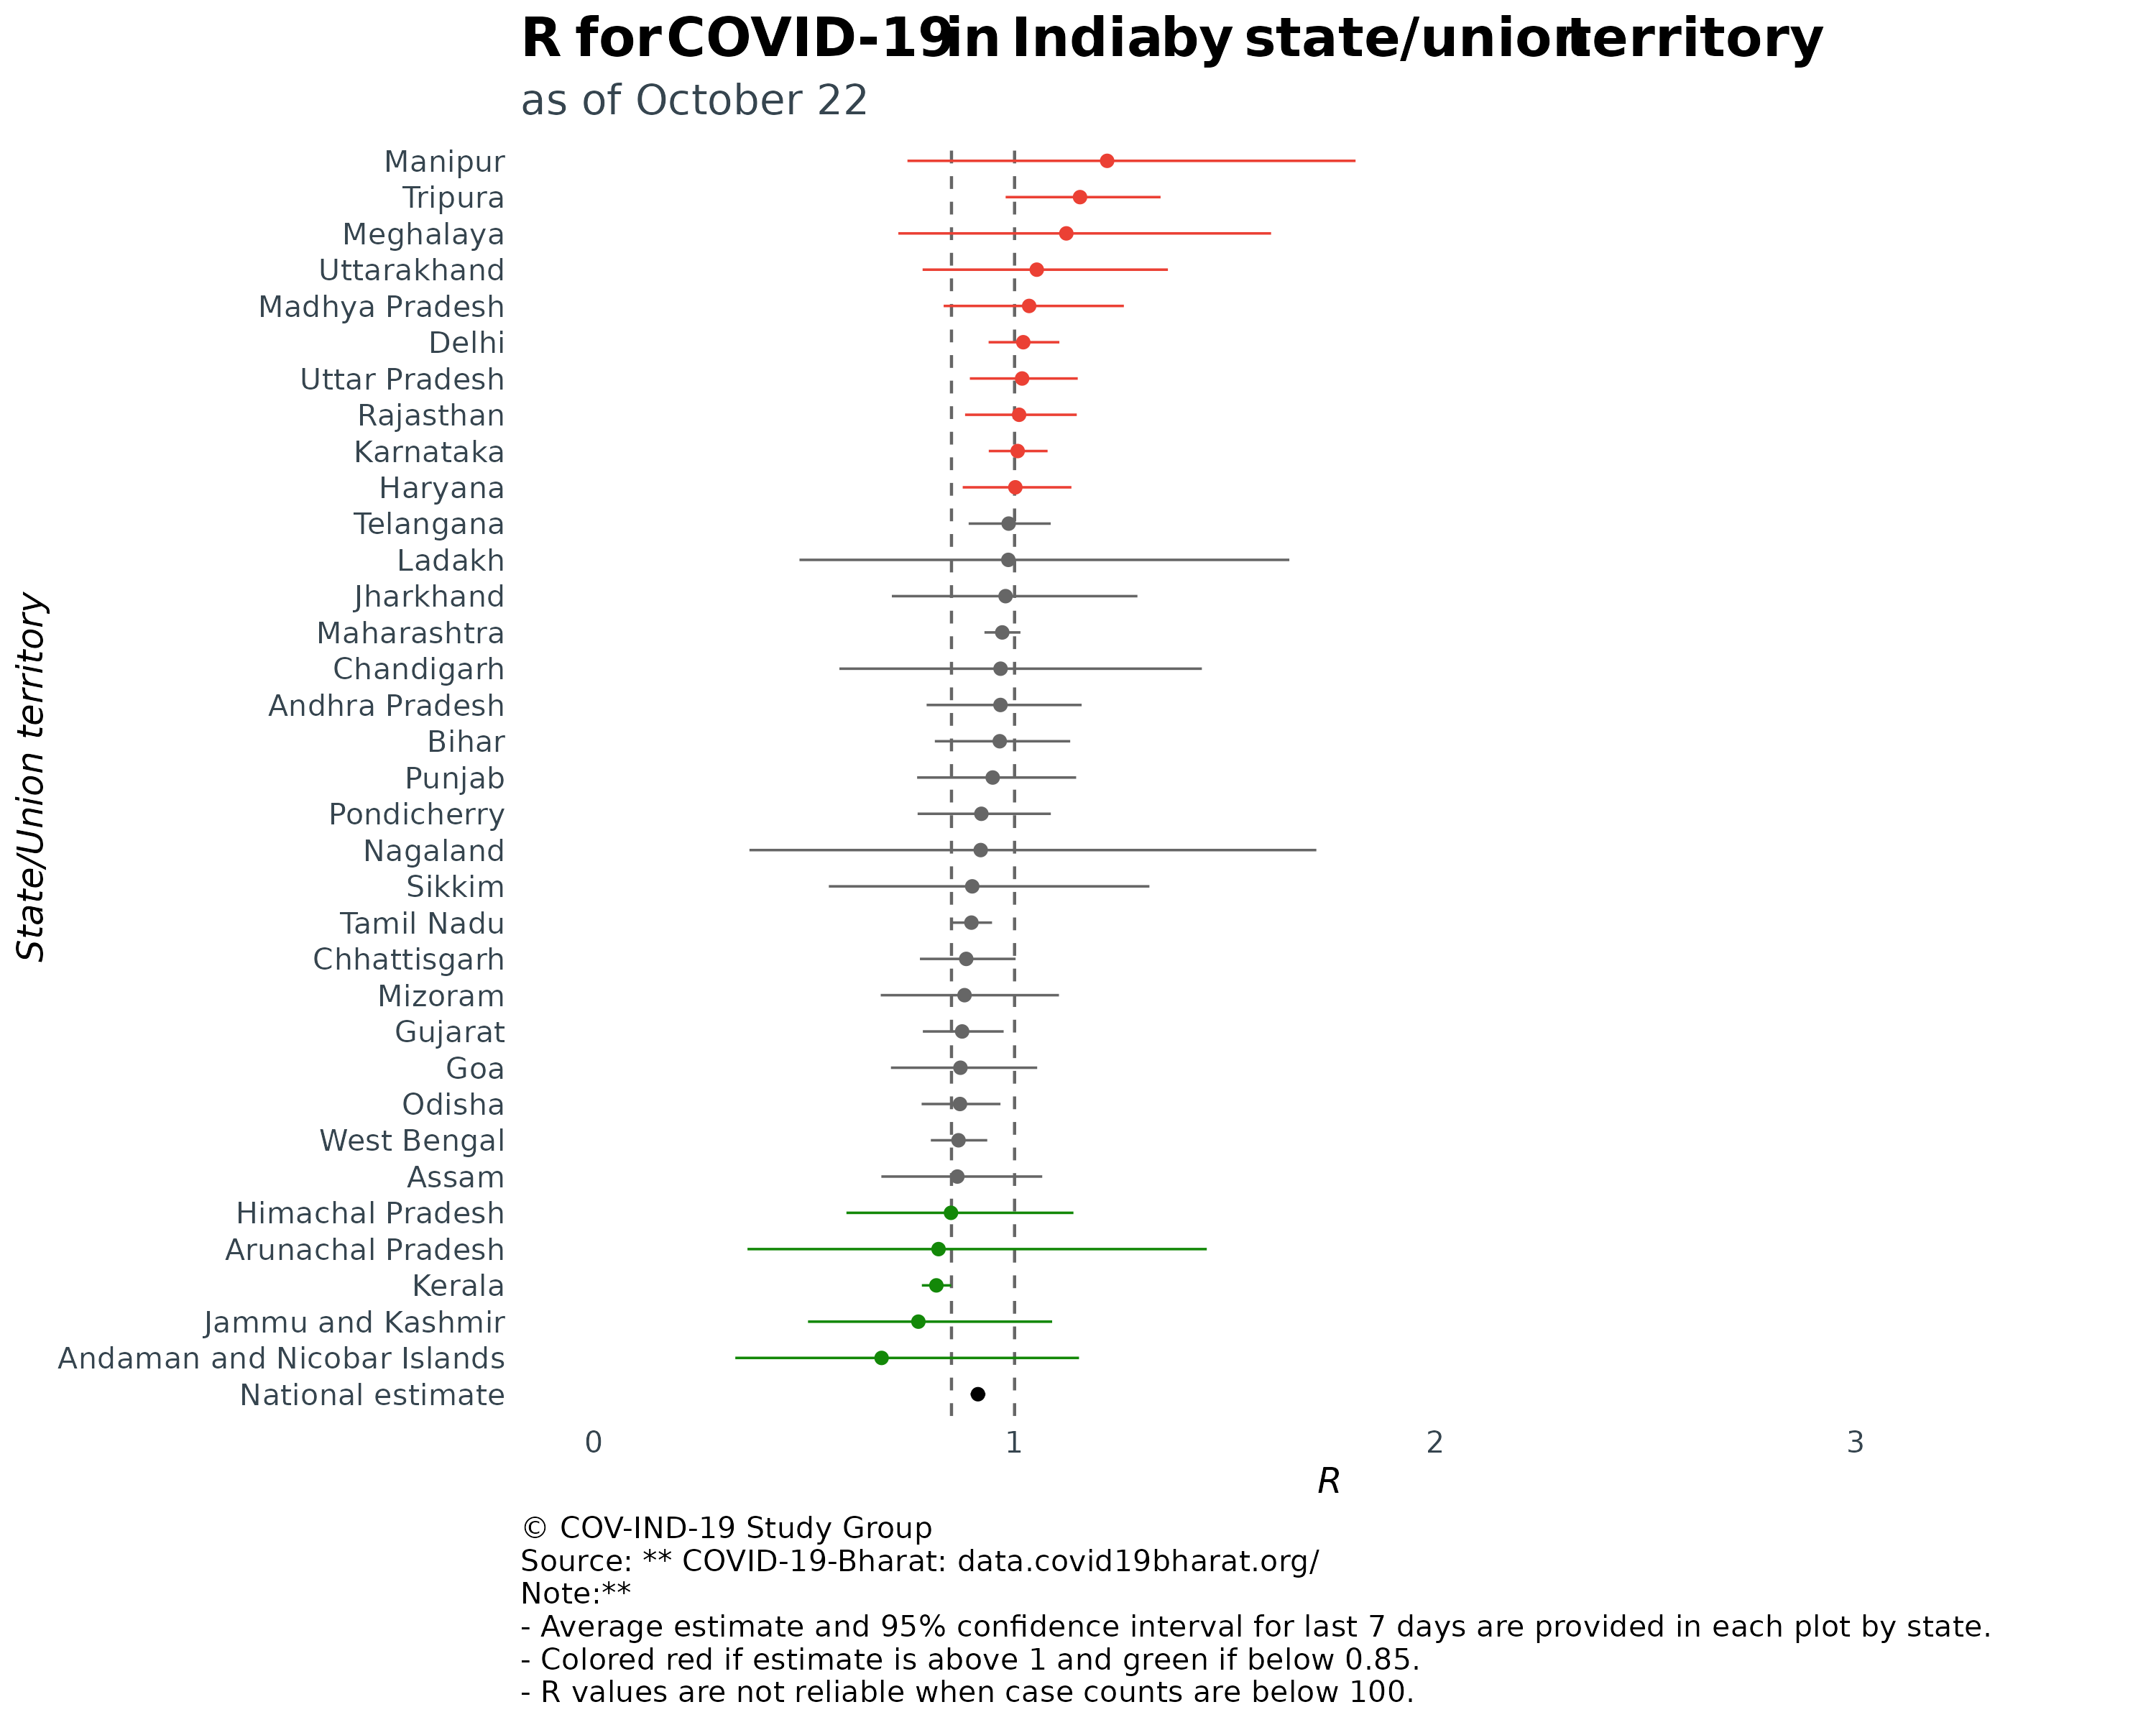 R for COVID-19 in India by state/union territory
as of October 22
State/Union territory
Manipur
Tripura
Meghalaya
Uttarakhand
Madhya Pradesh
Delhi
Uttar Pradesh
Rajasthan
Karnataka
Haryana
Telangana
Ladakh
Jharkhand
Maharashtra
Chandigarh
Andhra Pradesh
Bihar
Punjab
Pondicherry
Nagaland
Sikkim
Tamil Nadu
Chhattisgarh
Mizoram
Gujarat
Goa
Odisha
West Bengal
Assam
Himachal Pradesh
Arunachal Pradesh
Kerala
Jammu and Kashmir
Andaman and Nicobar Islands
National estimate
0 1 2 3
R
© COV-IND-19 Study Group
Source: ** COVID-19-Bharat: data.covid19bharat.org/
Note:**
- Average estimate and 95% confidence interval for last 7 days are provided in each plot by state.
- Colored red if estimate is above 1 and green if below 0.85.
- R values are not reliable when case counts are below 100.